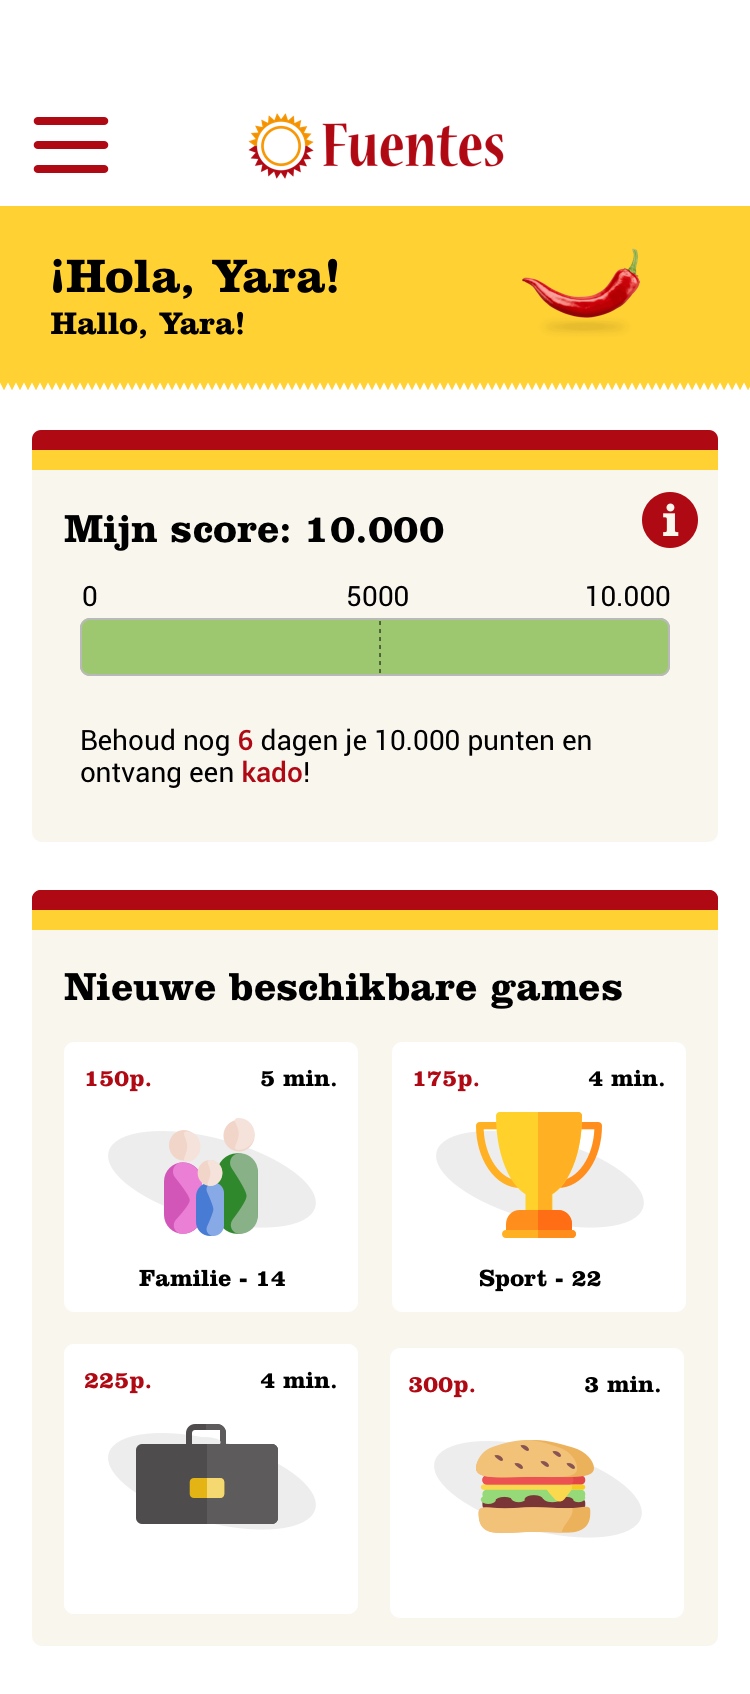 Fuentes
¡Hola, Yara!
Hallo, Yara!
Mijn score: 10.000
i
0 5000 10.000
Behoud nog 6 dagen je 10.000 punten en
ontvang een kado!
Nieuwe beschikbare games
150p. 5 min.
Familie - 14
175p. 4 min.
Sport - 22
225p. 4 min.
300p. 3 min.